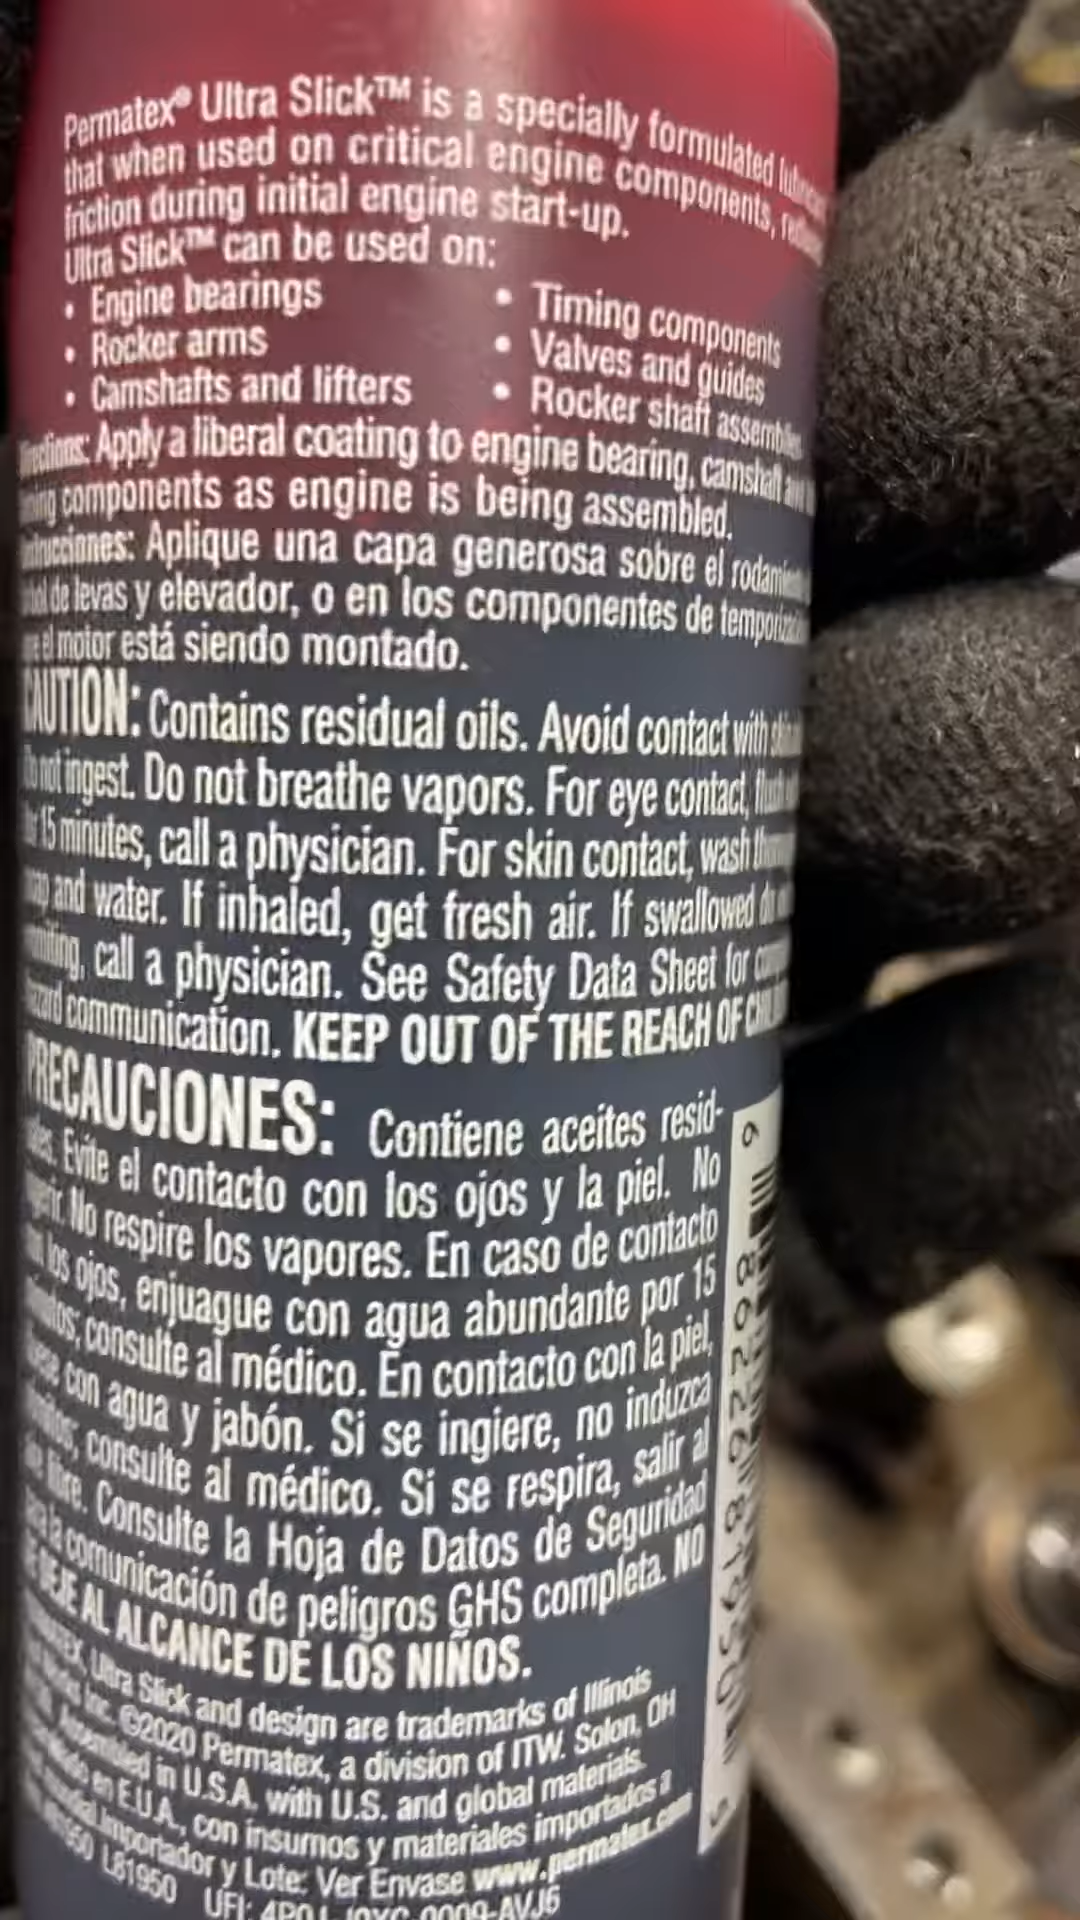 Permatex® Ultra Slick™ is a specially formulated
that when used on critical engine components,
friction during initial engine start-up.
Ultra Slick™ can be used on:
• Engine bearings
• Rocker arms
• Camshafts and lifters
• Timing components
• Valves and guides
• Rocker shaft
Apply a liberal coating to engine bearing, camshaft
components as engine is being assembled.
Aplique una capa generosa sobre el
de levas y elevador, o en los componentes de
el motor está siendo montado.
CAUTION: Contains residual oils. Avoid contact with
ingest. Do not breathe vapors. For eye contact,
15 minutes, call a physician. For skin contact, wash
and water. If inhaled, get fresh air. If swallowed
call a physician. See Safety Data Sheet for
communication. KEEP OUT OF THE REACH OF
PRECAUCIONES: Contiene aceites resid-
Evite el contacto con los ojos y la piel. No
No respire los vapores. En caso de contacto
los ojos, enjuague con agua abundante por 15
consulte al médico. En contacto con la piel,
con agua y jabón. Si se ingiere, no induzca
consulte al médico. Si se respira, salir al
libre. Consulte la Hoja de Datos de Seguridad
la comunicación de peligros GHS completa. NO
DEJE AL ALCANCE DE LOS NIÑOS.
Ultra Slick and design are trademarks of Illinois
Inc. ©2020 Permatex, a division of ITW. Solon, OH
Assembled in U.S.A. with U.S. and global materials.
en E.U.A., con insumos y materiales importados a
Importador y Lote: Ver Envase www.permatex.com
L81950 UFI: